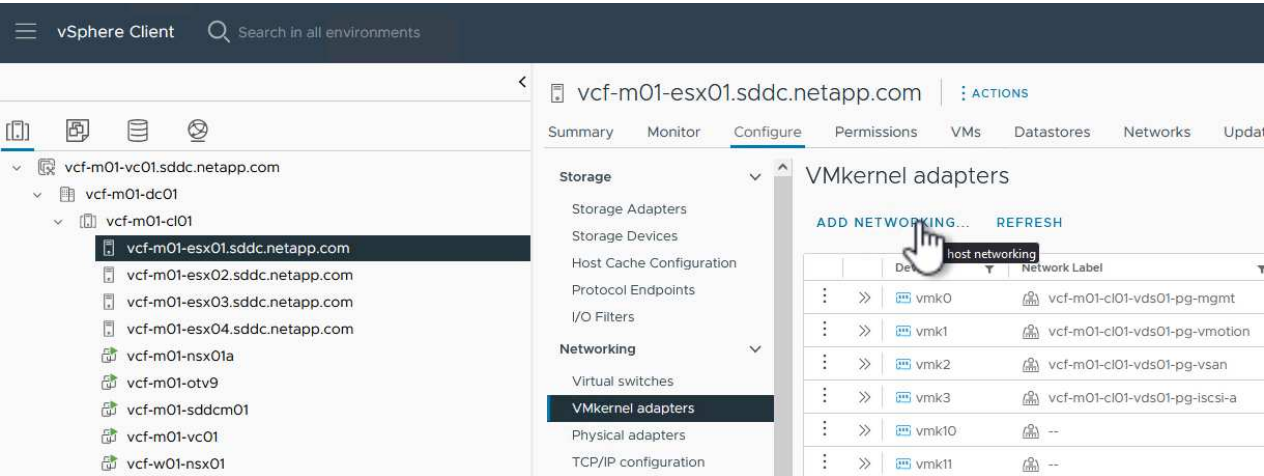 vSphere Client
Search in all environments
vcf-m01-vc01.sddc.netapp.com
vcf-m01-dc01
vcf-m01-cl01
vcf-m01-esx01.sddc.netapp.com
vcf-m01-esx02.sddc.netapp.com
vcf-m01-esx03.sddc.netapp.com
vcf-m01-esx04.sddc.netapp.com
vcf-m01-nsx01a
vcf-m01-otv9
vcf-m01-sddcm01
vcf-m01-vc01
vcf-w01-nsx01
vcf-m01-esx01.sddc.netapp.com
ACTIONS
Summary Monitor Configure Permissions VMs Datastores Networks Updat
Storage
Storage Adapters
Storage Devices
Host Cache Configuration
Protocol Endpoints
I/O Filters
Networking
Virtual switches
VMkernel adapters
Physical adapters
TCP/IP configuration
VMkernel adapters
ADD NETWORKING... REFRESH
host networking
Network Label
vmk0 vcf-m01-cl01-vds01-pg-mgmt
vmk1 vcf-m01-cl01-vds01-pg-vmotion
vmk2 vcf-m01-cl01-vds01-pg-vsan
vmk3 vcf-m01-cl01-vds01-pg-iscsi-a
vmk10 --
vmk11 --